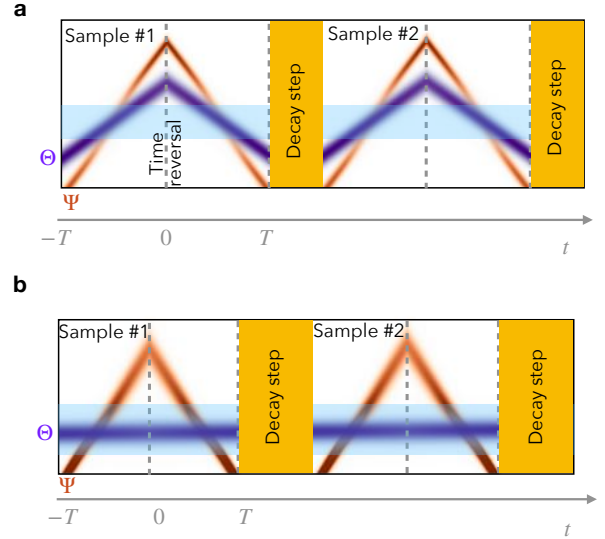 a
Sample #1
Sample #2
Time
reversal
Decay step
Decay step
Θ
Ψ
−T
0
T
t
b
Sample #1
Sample #2
Decay step
Decay step
Θ
Ψ
−T
0
T
t